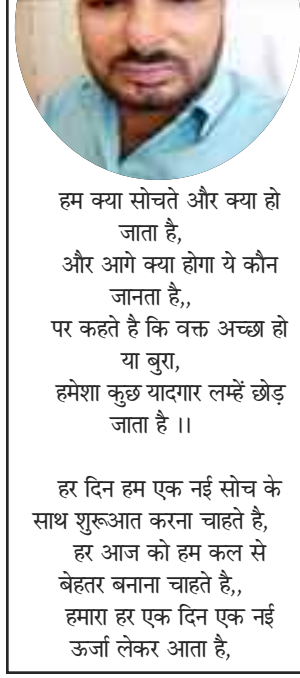 हम क्या सोचते और क्या हो
जाता है,
और आगे क्या होगा ये कौन
जानता है,,
पर कहते है कि वक्त अच्छा हो
या बुरा,
हमेशा कुछ यादगार लम्हें छोड़
जाता है ।।
हर दिन हम एक नई सोच के
साथ शुरूआत करना चाहते है,
हर आज को हम कल से
बेहतर बनाना चाहते है,,
हमारा हर एक दिन एक नई
ऊर्जा लेकर आता है,